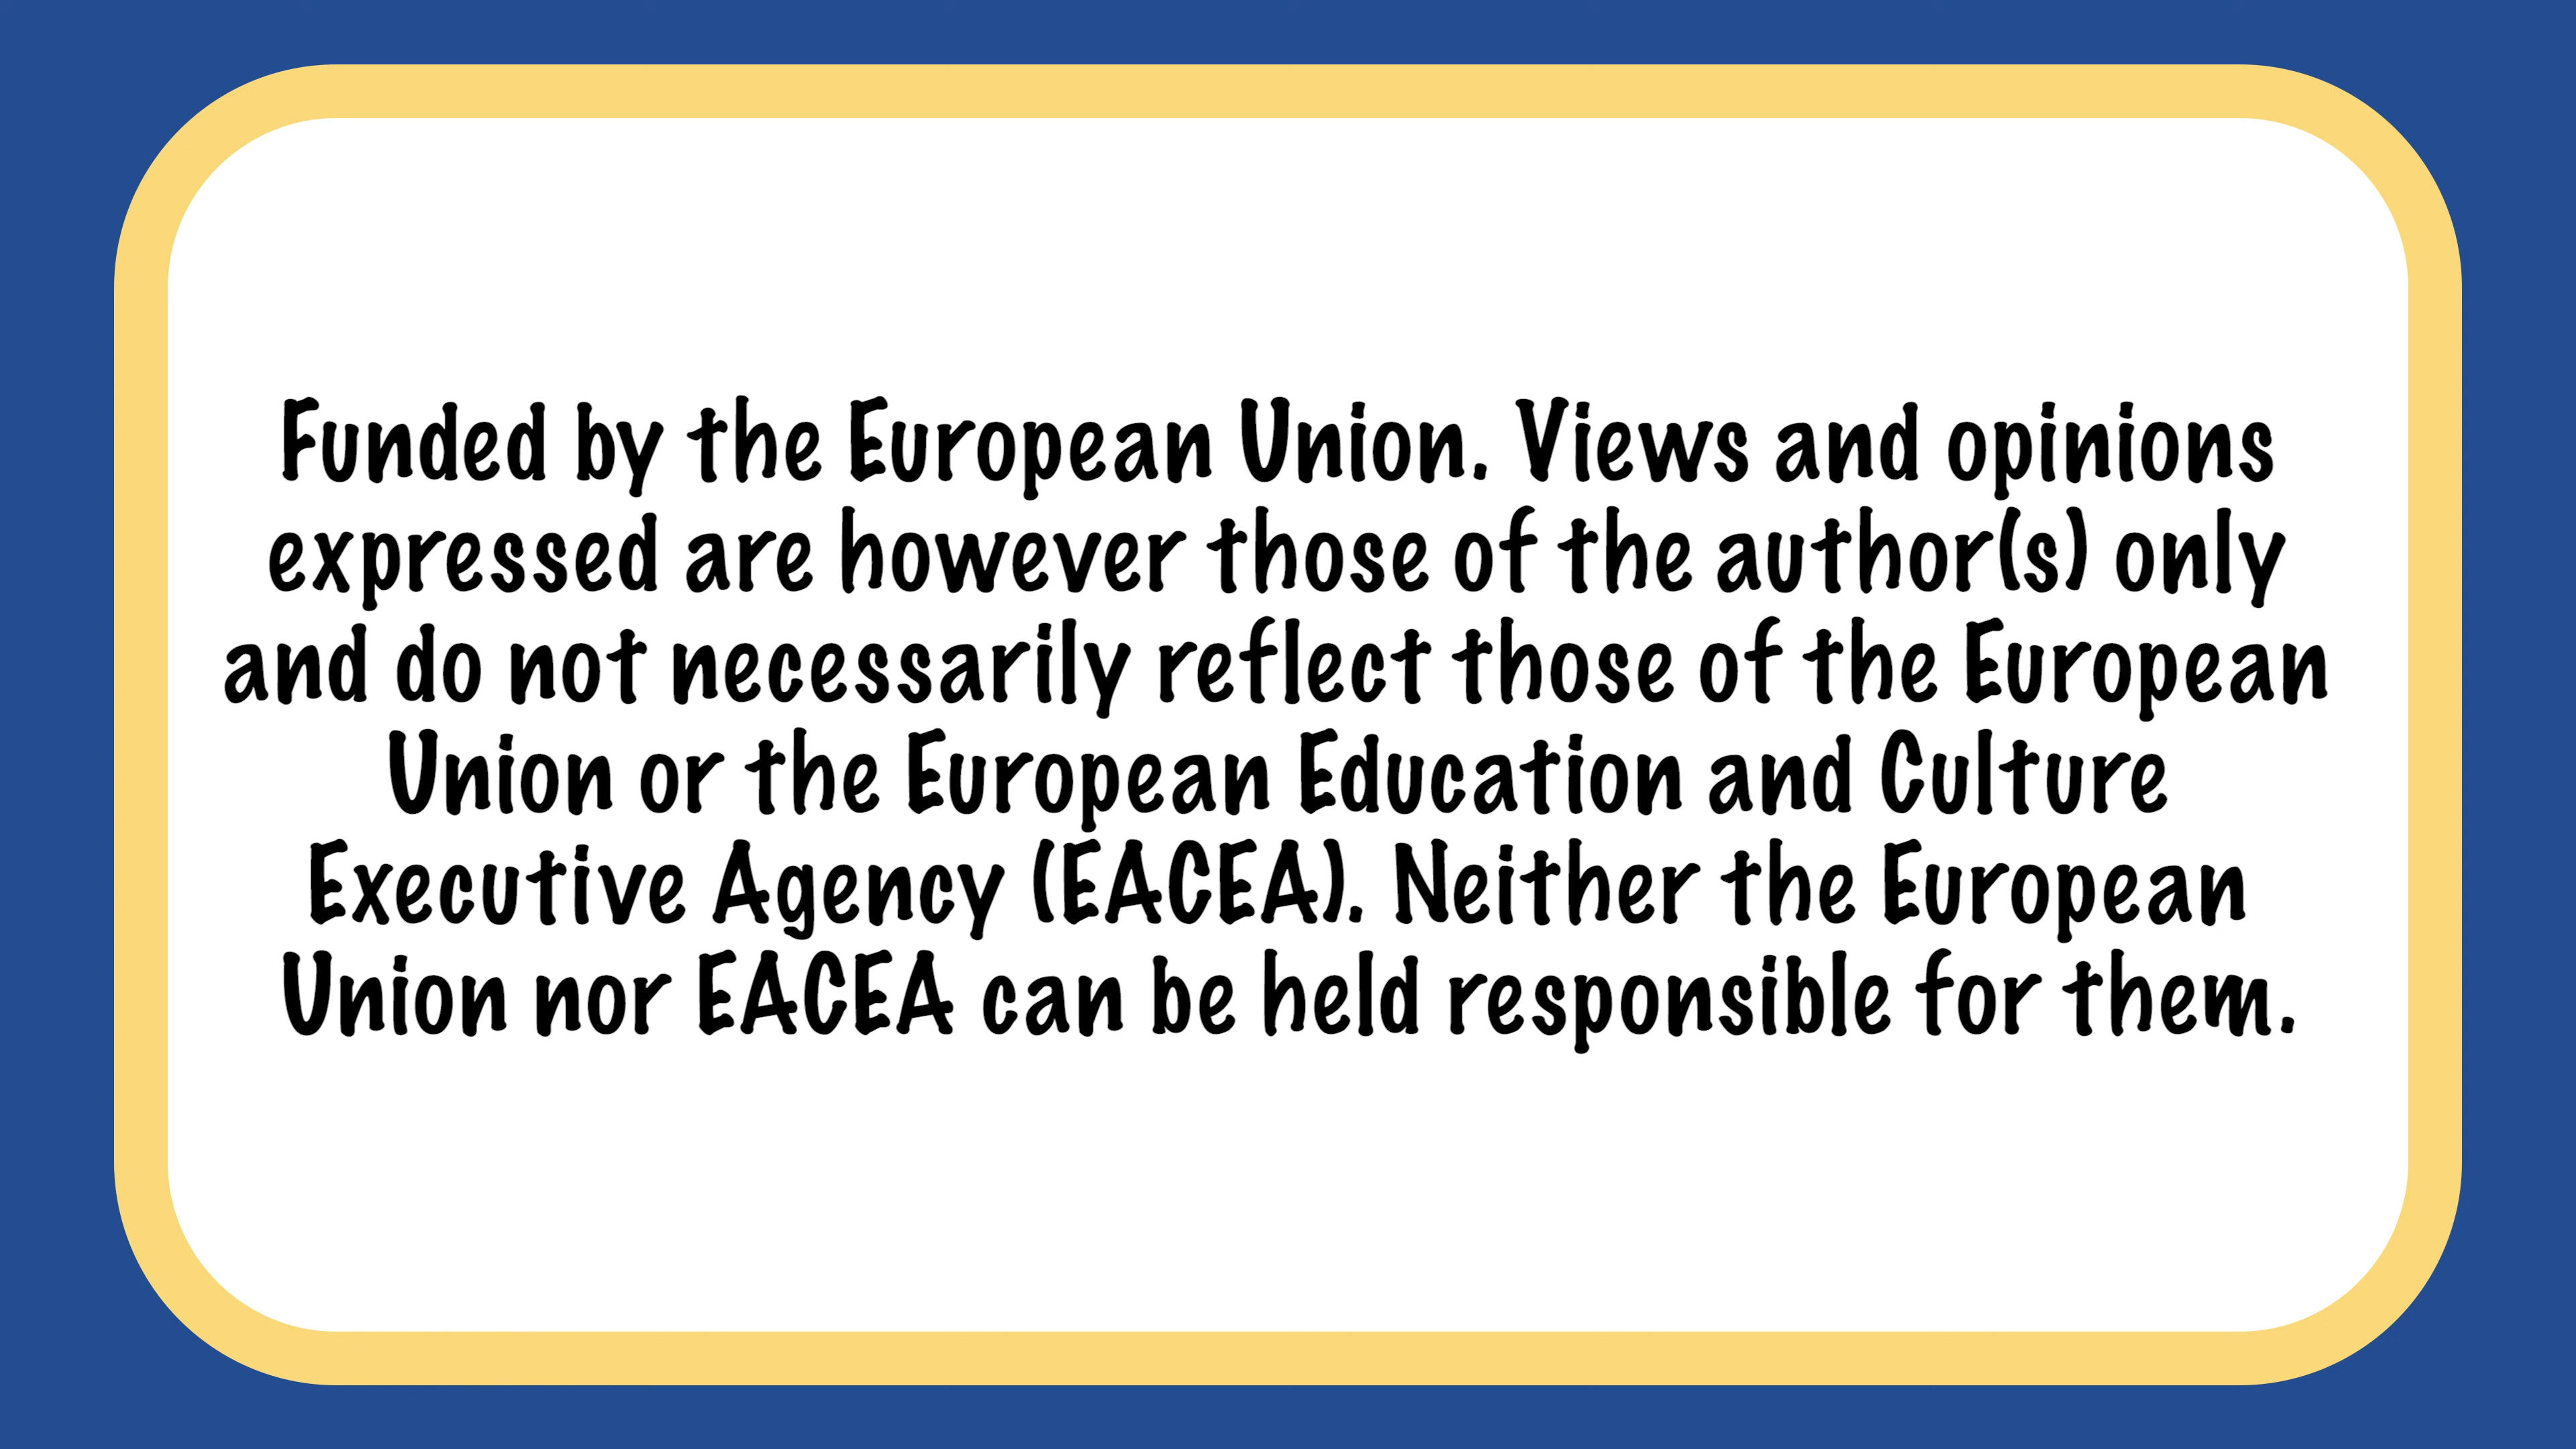 Funded by the European Union. Views and opinions
expressed are however those of the author(s) only
and do not necessarily reflect those of the European
Union or the European Education and Culture
Executive Agency (EACEA). Neither the European
Union nor EACEA can be held responsible for them.